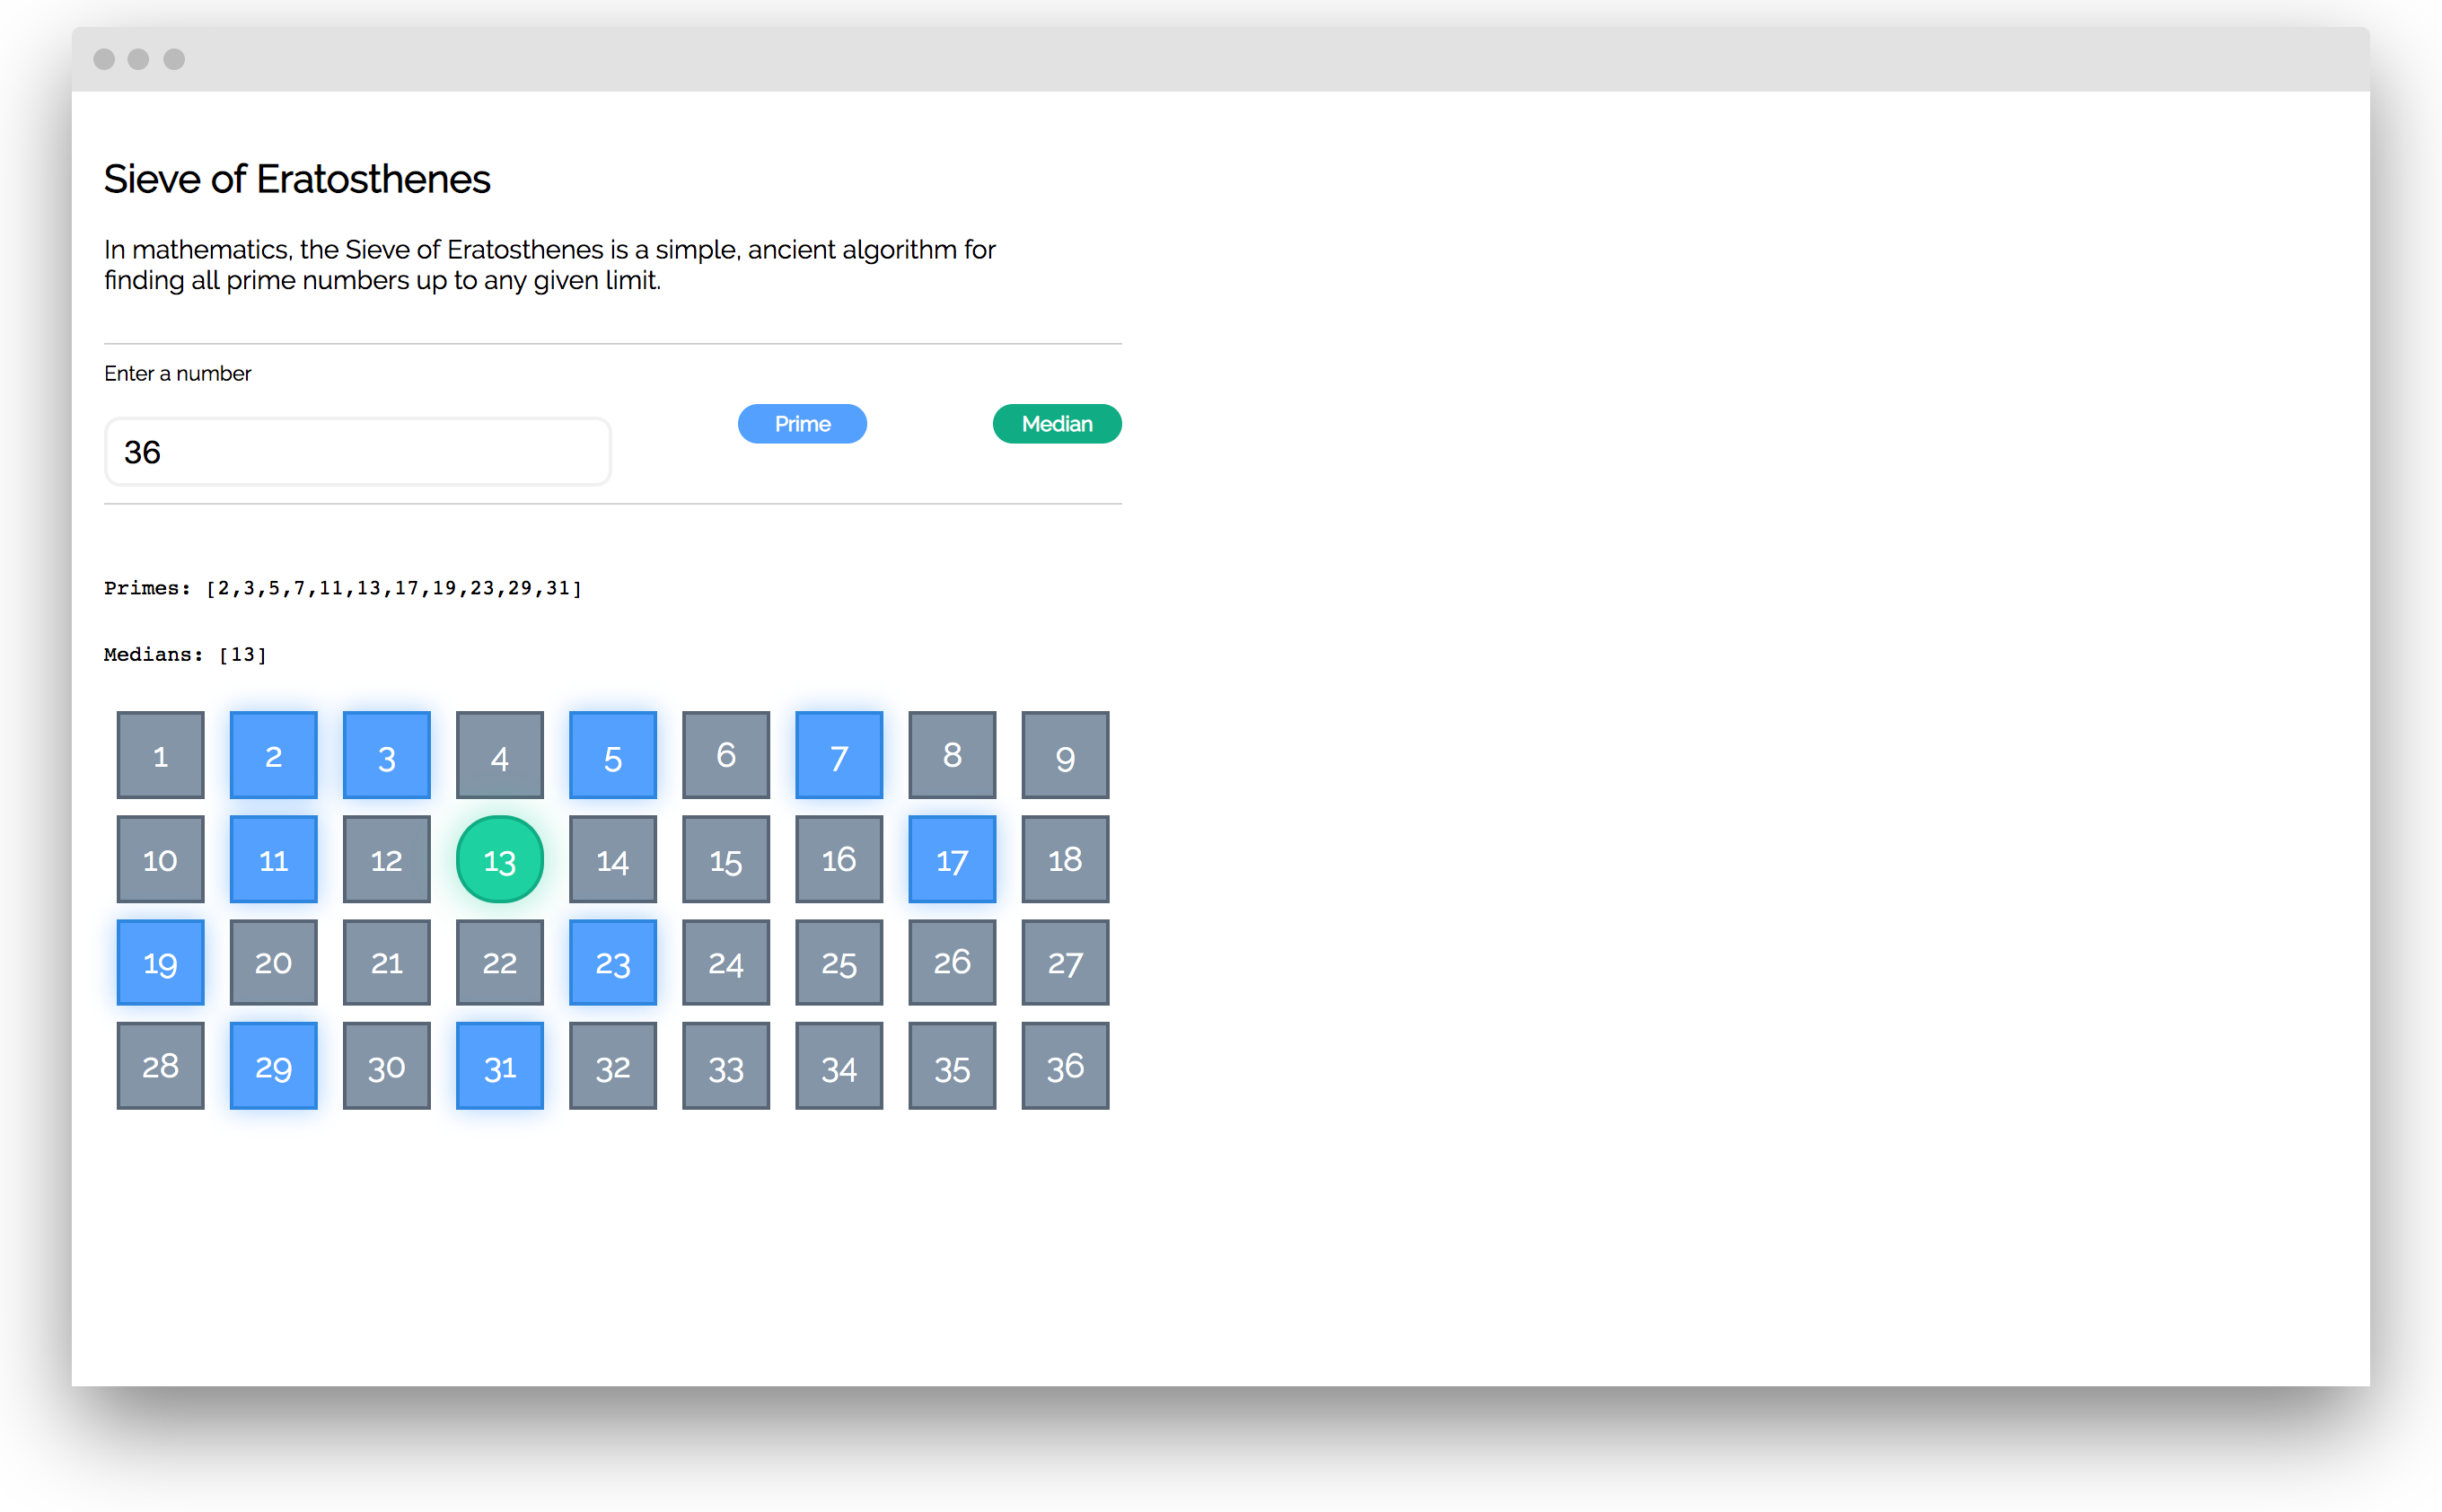 Sieve of Eratosthenes
In mathematics, the Sieve of Eratosthenes is a simple, ancient algorithm for
finding all prime numbers up to any given limit.
Enter a number
36
Prime
Median
Primes: [2,3,5,7,11,13,17,19,23,29,31]
Medians: [13]
1 2 3 4 5 6 7 8 9
10 11 12 13 14 15 16 17 18
19 20 21 22 23 24 25 26 27
28 29 30 31 32 33 34 35 36